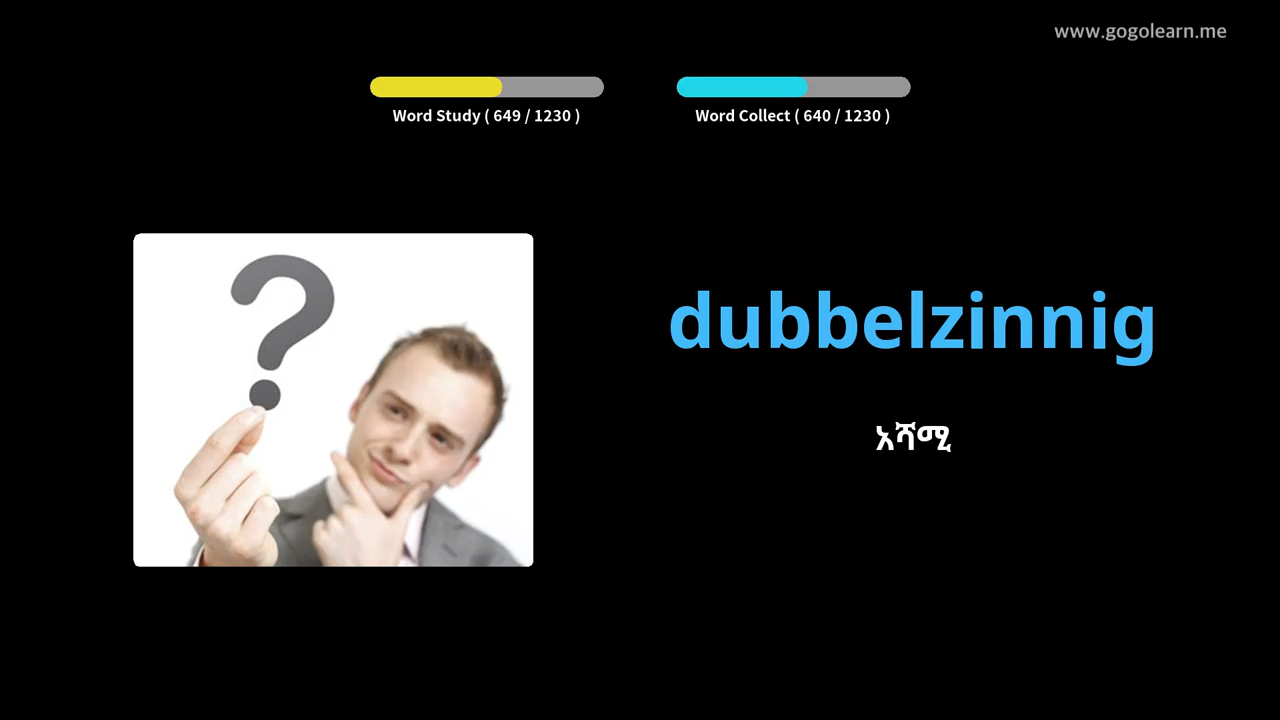 www.gogolearn.me
Word Study ( 649 / 1230 )
Word Collect ( 640 / 1230 )
?
dubbelzinnig
አሻሚ